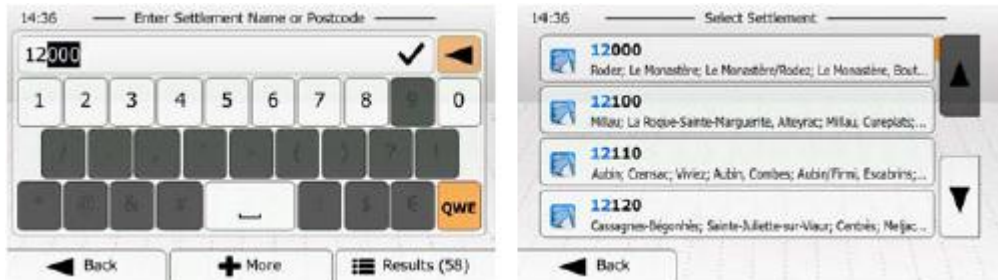 14:36 Enter Settlement Name or Postcode
12000
1 2 3 4 5 6 7 8 9 0
QWE
Back More Results (58)
14:36 Select Settlement
12000
Rodez; Le Monastère; Le Monastère/Rodez; Le Monastère, Bout...
12100
Millau; La Roque-Sainte-Marguerite, Alteyrac; Millau, Cureplats;...
12110
Aubin; Cransac; Viviez; Aubin, Combes; Aubin/Firmi, Escabrins;...
12120
Cassagnes-Bégonhès; Sainte-Juliette-sur-Viaur; Centrès; Meljac...
Back